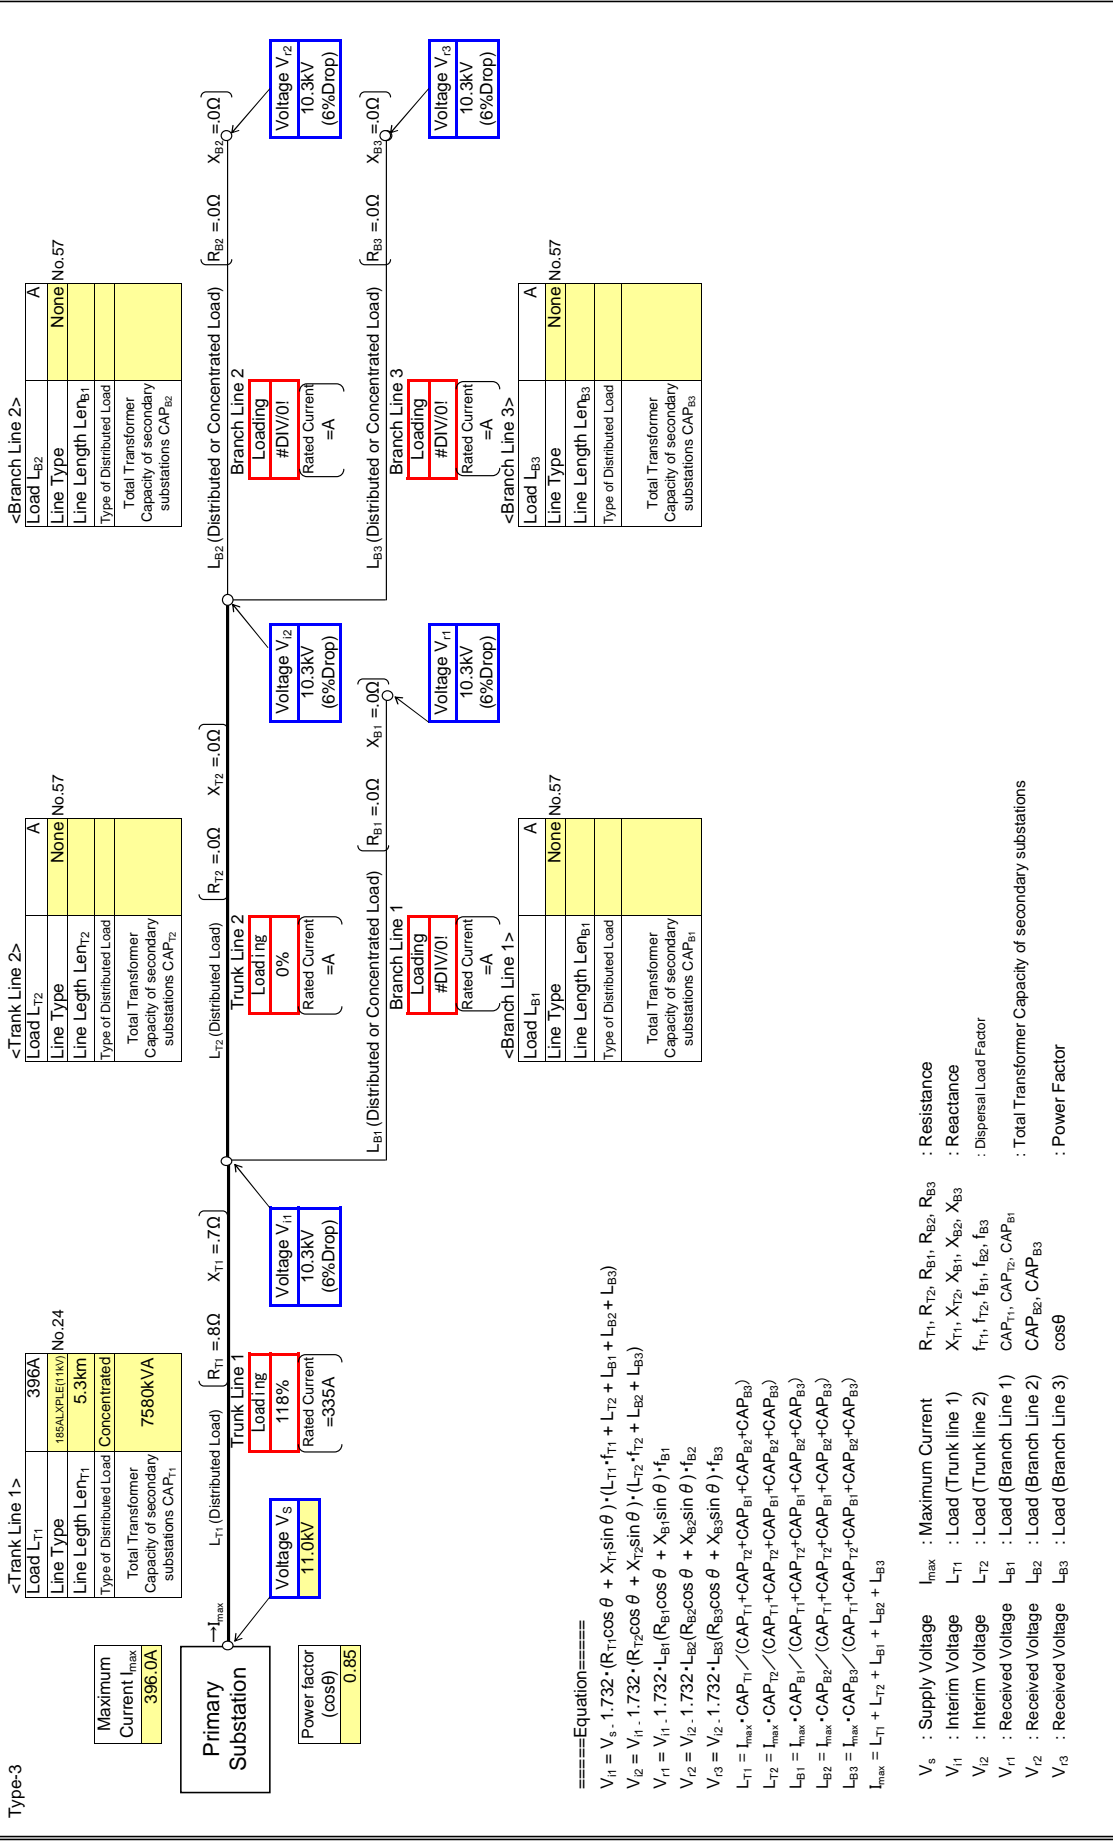 Type-3
Maximum
Current Imax
396.0A
Primary
Substation
Power factor
(cosθ)
0.85
→Imax
Voltage VS
11.0kV
<Trank Line 1>
Load LT1 396A
Line Type 185ALXPLE(11kV) No.24
Line Length LenT1 5.3km
Type of Distributed Load Concentrated
Total Transformer
Capacity of secondary
substations CAPT1
7580kVA
LT1 (Distributed Load)
RT1 =.8Ω XT1 =.7Ω
Trunk Line 1
Loading
118%
Rated Current
=335A
Voltage Vi1
10.3kV
(6%Drop)
<Trank Line 2>
Load LT2 A
Line Type None No.57
Line Legth LenT2
Type of Distributed Load
Total Transformer
Capacity of secondary
substations CAPT2
LT2 (Distributed Load)
RT2 =.0Ω XT2 =.0Ω
Trunk Line 2
Loading
0%
Rated Current
=A
Voltage Vi2
10.3kV
(6%Drop)
LB1 (Distributed or Concentrated Load)
RB1 =.0Ω XB1 =.0Ω
Branch Line 1
Loading
#DIV/0!
Rated Current
=A
Voltage Vr1
10.3kV
(6%Drop)
<Branch Line 1>
Load LB1 A
Line Type None No.57
Line Length LenB1
Type of Distributed Load
Total Transformer
Capacity of secondary
substations CAPB1
<Branch Line 2>
Load LB2 A
Line Type None No.57
Line Length LenB1
Type of Distributed Load
Total Transformer
Capacity of secondary
substations CAPB2
LB2 (Distributed or Concentrated Load)
RB2 =.0Ω XB2 =.0Ω
Branch Line 2
Loading
#DIV/0!
Rated Current
=A
Voltage Vr2
10.3kV
(6%Drop)
LB3 (Distributed or Concentrated Load)
RB3 =.0Ω XB3 =.0Ω
Branch Line 3
Loading
#DIV/0!
Rated Current
=A
Voltage Vr3
10.3kV
(6%Drop)
<Branch Line 3>
Load LB3 A
Line Type None No.57
Line Length LenB3
Type of Distributed Load
Total Transformer
Capacity of secondary
substations CAPB3
=====Equation=====
Vi1 = VS - 1.732・(RT1cosθ + XT1sinθ)・(LT1・fT1 + LT2 + LB1 + LB2 + LB3)
Vi2 = Vi1 - 1.732・(RT2cosθ + XT2sinθ)・(LT2・fT2 + LB2 + LB3)
Vr1 = Vi1 - 1.732・LB1(RB1cosθ + XB1sinθ)・fB1
Vr2 = Vi2 - 1.732・LB2(RB2cosθ + XB2sinθ)・fB2
Vr3 = Vi2 - 1.732・LB3(RB3cosθ + XB3sinθ)・fB3
LT1 = Imax・CAPT1／(CAPT1+CAPT2+CAPB1+CAPB2+CAPB3)
LT2 = Imax・CAPT2／(CAPT1+CAPT2+CAPB1+CAPB2+CAPB3)
LB1 = Imax・CAPB1／(CAPT1+CAPT2+CAPB1+CAPB2+CAPB3)
LB2 = Imax・CAPB2／(CAPT1+CAPT2+CAPB1+CAPB2+CAPB3)
LB3 = Imax・CAPB3／(CAPT1+CAPT2+CAPB1+CAPB2+CAPB3)
Imax = LT1 + LT2 + LB1 + LB2 + LB3
Vs : Supply Voltage Imax : Maximum Current RT1, RT2, RB1, RB2, RB3 : Resistance
Vi1 : Interim Voltage LT1 : Load (Trunk line 1) XT1, XT2, XB1, XB2, XB3 : Reactance
Vi2 : Interim Voltage LT2 : Load (Trunk line 2) fT1, fT2, fB1, fB2, fB3 : Dispersal Load Factor
Vr1 : Received Voltage LB1 : Load (Branch Line 1) CAPT1, CAPT2, CAPB1 : Total Transformer Capacity of secondary substations
Vr2 : Received Voltage LB2 : Load (Branch Line 2) CAPB2, CAPB3
Vr3 : Received Voltage LB3 : Load (Branch Line 3) cosθ : Power Factor